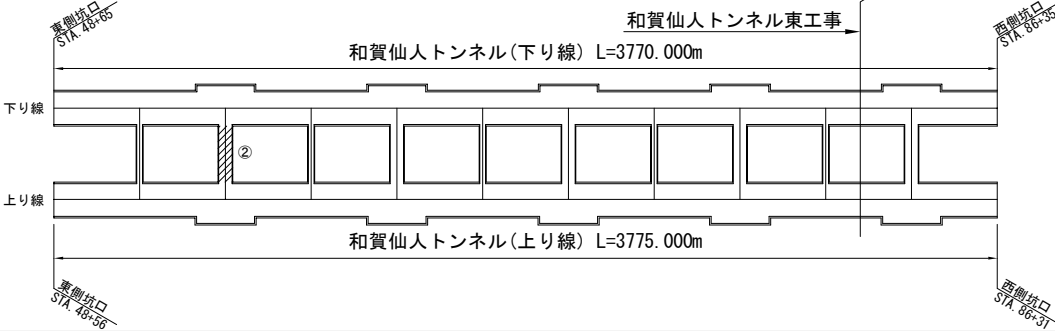 東側坑口
STA. 48+65
和賀仙人トンネル東工事
西側坑口
STA. 86+35
和賀仙人トンネル(下り線) L=3770.000m
下り線
②
上り線
和賀仙人トンネル(上り線) L=3775.000m
東側坑口
STA. 48+56
西側坑口
STA. 86+31